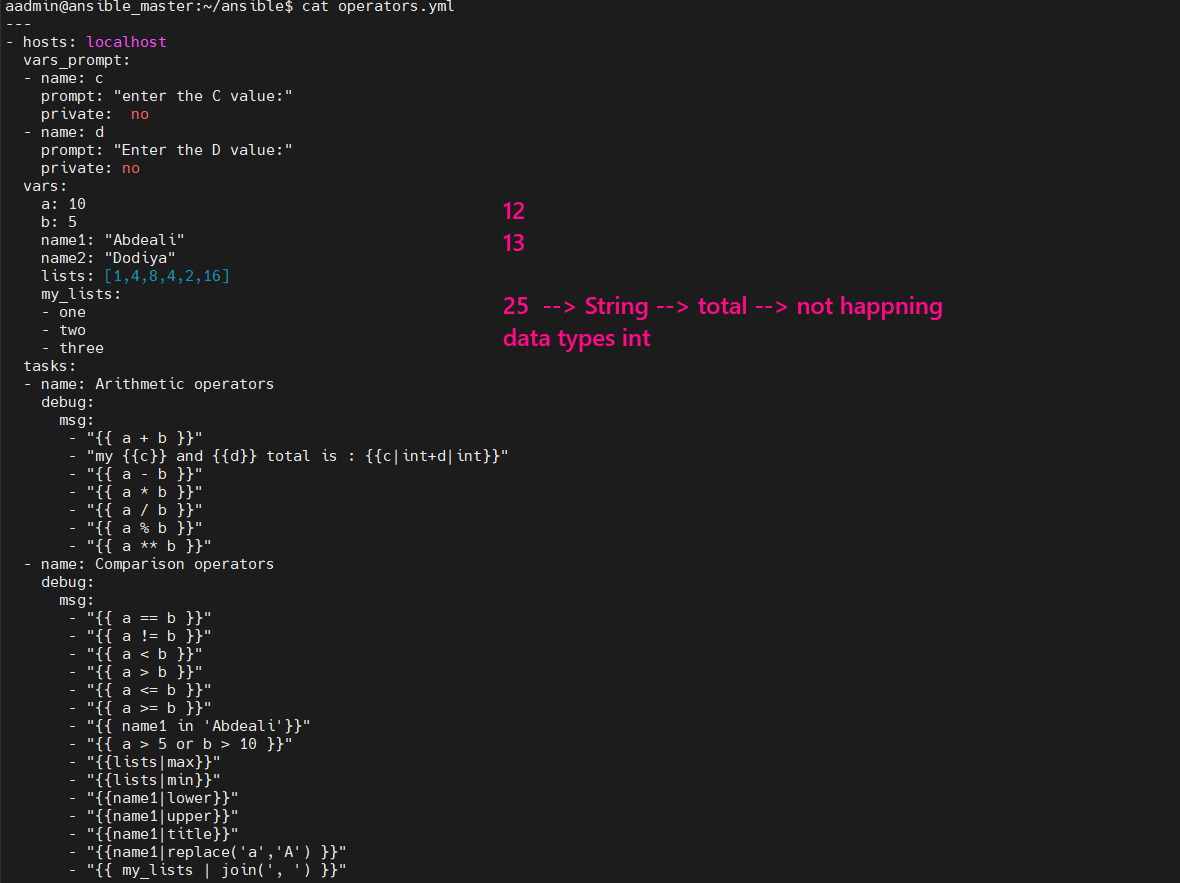 aadmin@ansible_master:~/ansible$ cat operators.yml
---
- hosts: localhost
  vars_prompt:
  - name: c
    prompt: "enter the C value:"
    private:  no
  - name: d
    prompt: "Enter the D value:"
    private: no
  vars:
    a: 10
    b: 5
    name1: "Abdeali"
    name2: "Dodiya"
    lists: [1,4,8,4,2,16]
    my_lists:
    - one
    - two
    - three
  tasks:
  - name: Arithmetic operators
    debug:
      msg:
       - "{{ a + b }}"
       - "my {{c}} and {{d}} total is : {{c|int+d|int}}"
       - "{{ a - b }}"
       - "{{ a * b }}"
       - "{{ a / b }}"
       - "{{ a % b }}"
       - "{{ a ** b }}"
  - name: Comparison operators
    debug:
      msg:
       - "{{ a == b }}"
       - "{{ a != b }}"
       - "{{ a < b }}"
       - "{{ a > b }}"
       - "{{ a <= b }}"
       - "{{ a >= b }}"
       - "{{ name1 in 'Abdeali'}}"
       - "{{ a > 5 or b > 10 }}"
       - "{{lists|max}}"
       - "{{lists|min}}"
       - "{{name1|lower}}"
       - "{{name1|upper}}"
       - "{{name1|title}}"
       - "{{name1|replace('a','A') }}"
       - "{{ my_lists | join(', ') }}"
12
13
25 --> String --> total --> not happning
data types int